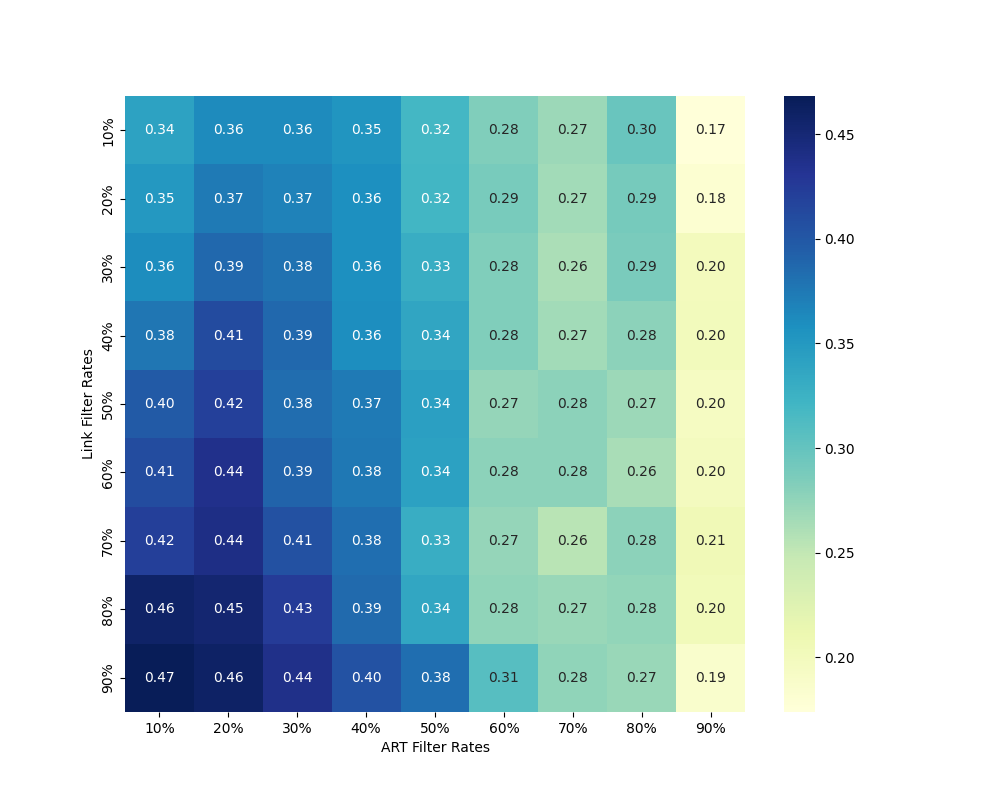 10% 0.34 0.36 0.36 0.35 0.32 0.28 0.27 0.30 0.17
20% 0.35 0.37 0.37 0.36 0.32 0.29 0.27 0.29 0.18
30% 0.36 0.39 0.38 0.36 0.33 0.28 0.26 0.29 0.20
40% 0.38 0.41 0.39 0.36 0.34 0.28 0.27 0.28 0.20
50% 0.40 0.42 0.38 0.37 0.34 0.27 0.28 0.27 0.20
60% 0.41 0.44 0.39 0.38 0.34 0.28 0.28 0.26 0.20
70% 0.42 0.44 0.41 0.38 0.33 0.27 0.26 0.28 0.21
80% 0.46 0.45 0.43 0.39 0.34 0.28 0.27 0.28 0.20
90% 0.47 0.46 0.44 0.40 0.38 0.31 0.28 0.27 0.19
Link Filter Rates
10% 20% 30% 40% 50% 60% 70% 80% 90%
ART Filter Rates
0.45
0.40
0.35
0.30
0.25
0.20